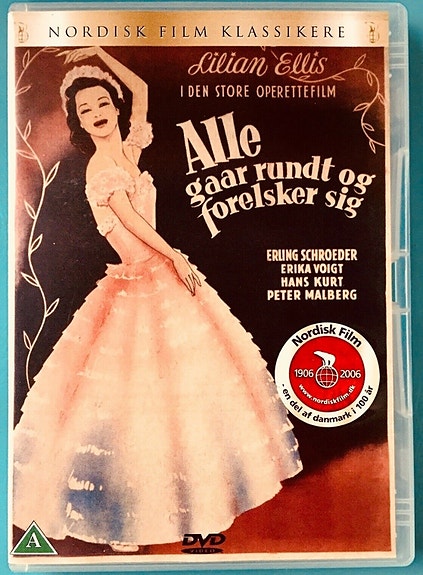 NORDISK FILM KLASSIKERE
Lilian Ellis
I DEN STORE OPERETTEFILM
Alle
gaar rundt og
forelsker sig
ERLING SCHROEDER
ERIKA VOIGT
HANS KURT
PETER MALBERG
Nordisk Film
1906 2006
www.nordiskfilm.dk
- en del af danmark i 100 år
A
DVD
VIDEO